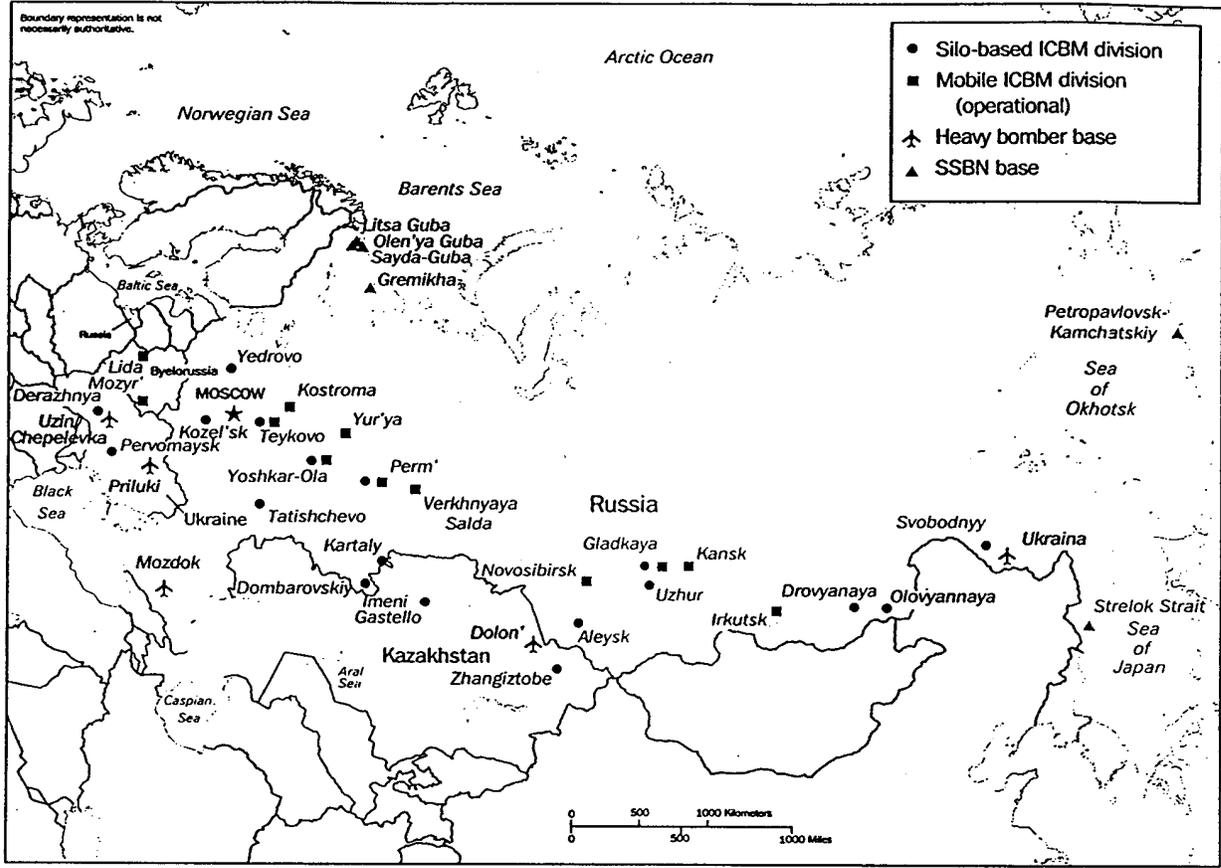 Boundary representation is not
necessarily authoritative.
Arctic Ocean
Silo-based ICBM division
Mobile ICBM division
(operational)
Heavy bomber base
SSBN base
Norwegian Sea
Barents Sea
Litsa Guba
Olen'ya Guba
Sayda-Guba
Gremikha
Baltic Sea
Russia
Petropavlovsk-
Kamchatskiy
Sea
of
Okhotsk
Lida
Byelorussia
Yedrovo
Mozyr'
Derazhnya
MOSCOW
Kostroma
Uzin/
Chepelevka
Kozel'sk
Teykovo
Yur'ya
Pervomaysk
Yoshkar-Ola
Perm'
Priluki
Black
Sea
Verkhnyaya
Salda
Ukraine
Tatishchevo
Russia
Svobodnyy
Ukraina
Kartaly
Gladkaya
Kansk
Mozdok
Novosibirsk
Dombarovskiy
Imeni
Gastello
Uzhur
Drovyanaya
Olovyannaya
Irkutsk
Strelok Strait
Sea
of
Japan
Dolon'
Aleysk
Kazakhstan
Zhangiztobe
Aral
Sea
Caspian
Sea
0 500 1000 Kilometers
0 500 1000 Miles